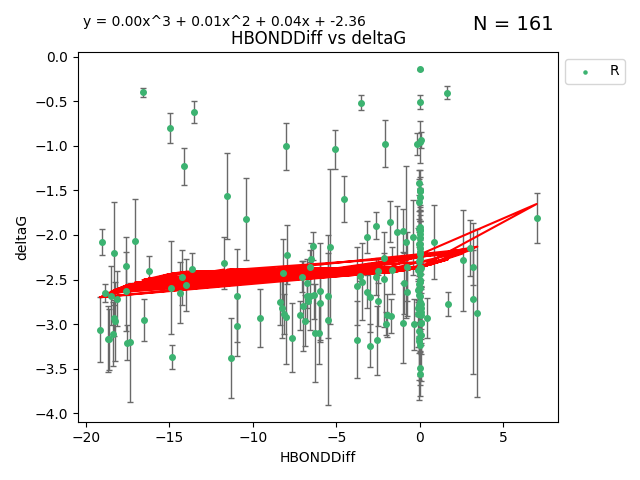 y = 0.00x^3 + 0.01x^2 + 0.04x + -2.36
N = 161
HBONDDiff vs deltaG
R
deltaG
0.0
−0.5
−1.0
−1.5
−2.0
−2.5
−3.0
−3.5
−4.0
−20 −15 −10 −5 0 5
HBONDDiff